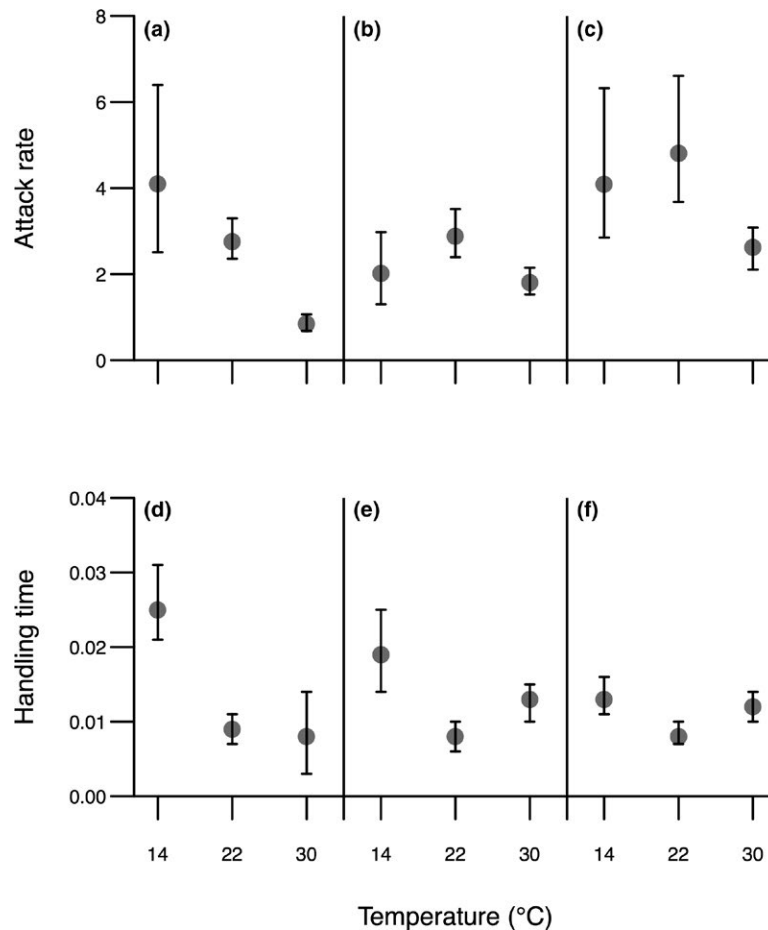 (a) (b) (c)
8
6
4
2
0
Attack rate
(d) (e) (f)
0.04
0.03
0.02
0.01
0.00
Handling time
14 22 30 14 22 30 14 22 30
Temperature (°C)